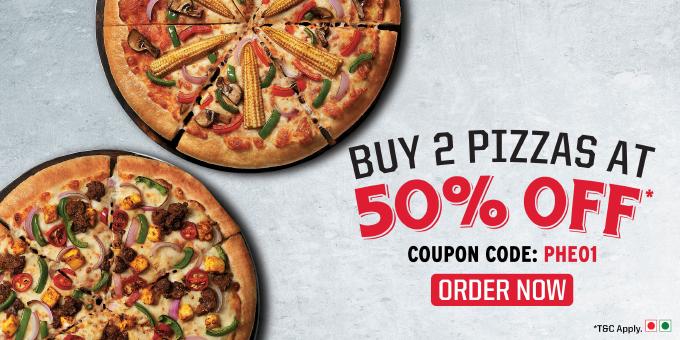 BUY 2 PIZZAS AT
50% OFF*
COUPON CODE: PHE01
ORDER NOW
*T&C Apply.